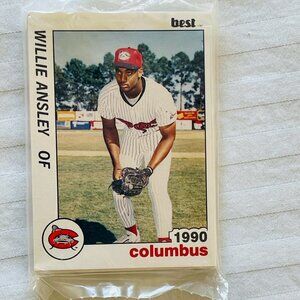 best
WILLIE ANSLEY OF
1990
columbus